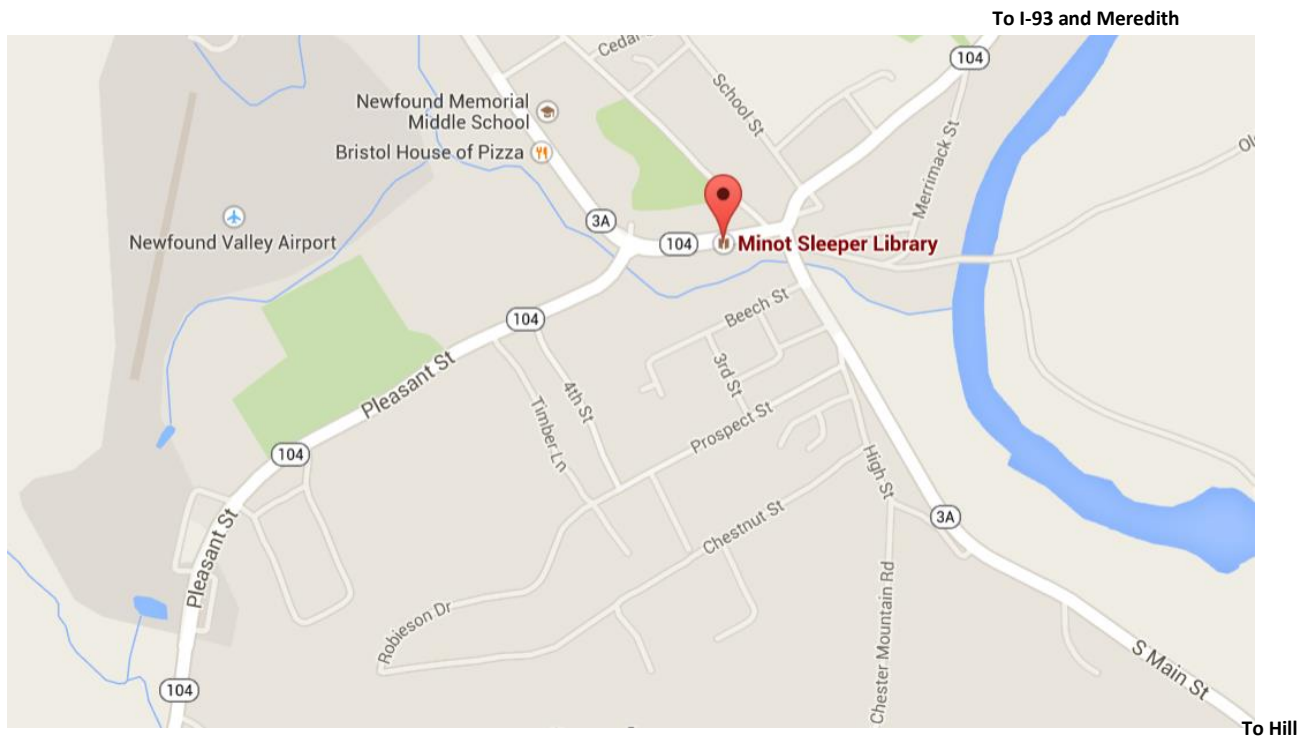 To I-93 and Meredith
104
School St
Newfound Memorial
Middle School
Bristol House of Pizza
Merrimack St
3A
Newfound Valley Airport
104
Minot Sleeper Library
Beech St
104
3rd St
Pleasant St
4th St
Timber Ln
Prospect St
104
High St
Pleasant St
Chestnut St
3A
Robieson Dr
Chester Mountain Rd
S Main St
104
To Hill